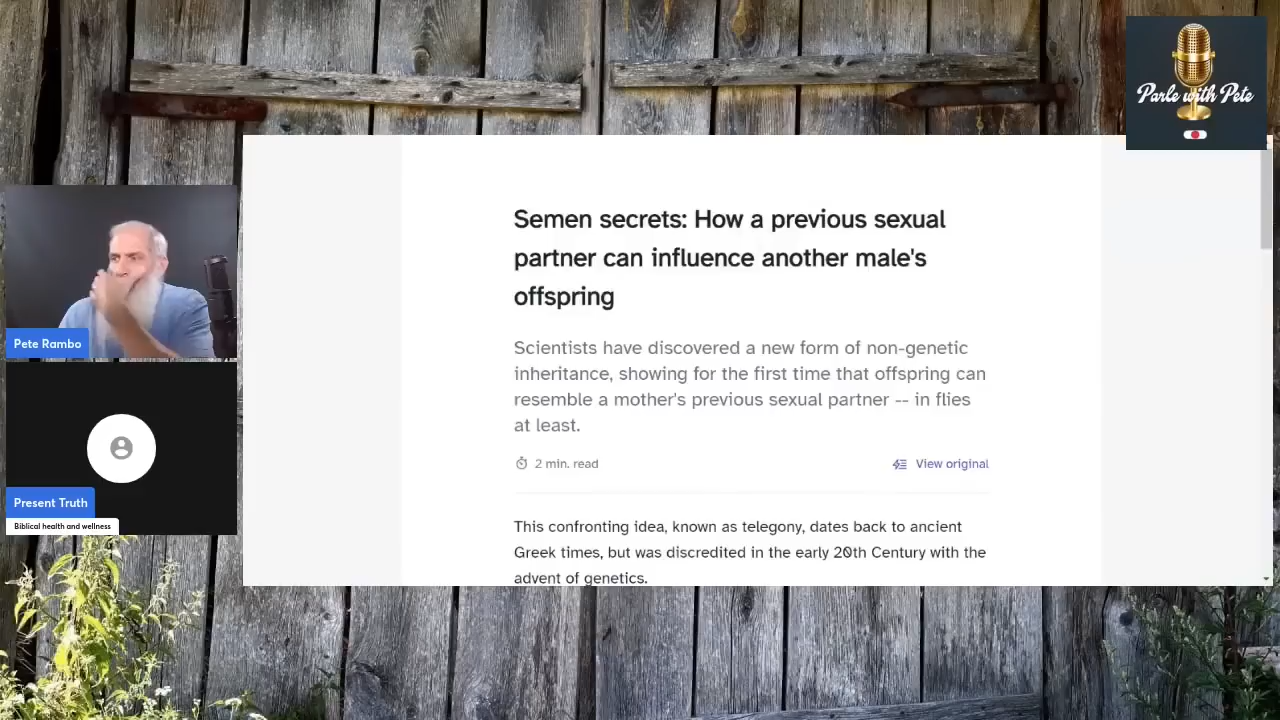 Parle with Pete
Semen secrets: How a previous sexual
partner can influence another male's
offspring
Scientists have discovered a new form of non-genetic
inheritance, showing for the first time that offspring can
resemble a mother's previous sexual partner -- in flies
at least.
2 min. read
View original
This confronting idea, known as telegony, dates back to ancient
Greek times, but was discredited in the early 20th Century with the
advent of genetics.
Pete Rambo
Present Truth
Biblical health and wellness